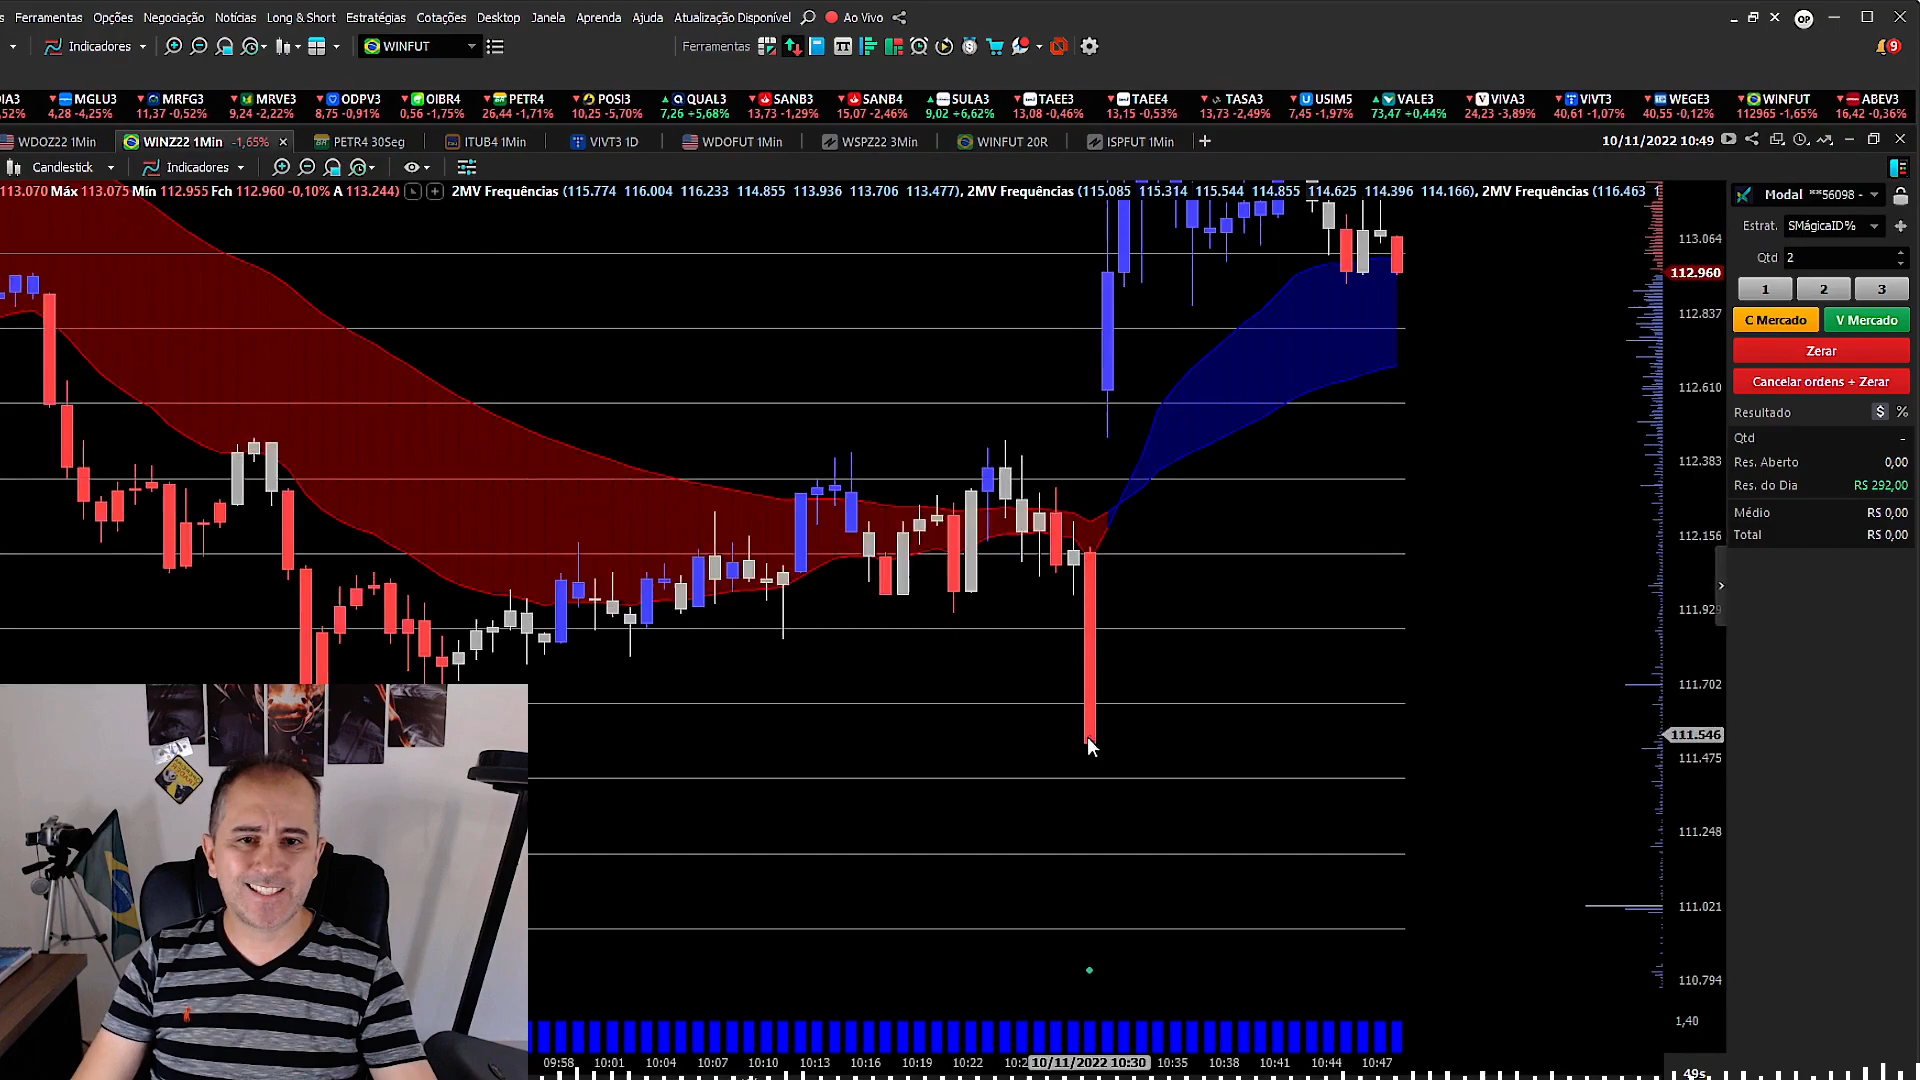 s Ferramentas Opções Negociação Notícias Long & Short Estratégias Cotações Desktop Janela Aprenda Ajuda Atualização Disponível Ao Vivo OP
Indicadores WINFUT Ferramentas TT 9
IA3 MGLU3 MRFG3 MRVE3 ODPV3 OIBR4 PETR4 POSI3 QUAL3 SANB3 SANB4 SULA3 TAEE3 TAEE4 TASA3 USIM5 VALE3 VIVA3 VIVT3 WEGE3 WINFUT ABEV3
,52% 4,28 -4,25% 11,37 -0,52% 9,24 -2,22% 8,75 -0,91% 0,56 -1,75% 26,44 -1,71% 10,25 -5,70% 7,26 +5,68% 13,73 -1,29% 15,07 -2,46% 9,02 +6,62% 13,08 -0,46% 13,15 -0,53% 13,73 -2,49% 7,45 -1,97% 73,47 +0,44% 24,23 -3,89% 40,61 -1,07% 40,55 -0,12% 112965 -1,65% 16,42 -0,36%
WDOZ22 1Min WINZ22 1Min -1,65% PETR4 30Seg ITUB4 1Min VIVT3 1D WDOFUT 1Min WSPZ22 3Min WINFUT 20R ISPFUT 1Min + 10/11/2022 10:49
Candlestick Indicadores
113.070 Máx 113.075 Mín 112.955 Fch 112.960 -0,10% A 113.244) 2MV Frequências (115.774 116.004 116.233 114.855 113.936 113.706 113.477), 2MV Frequências (115.085 115.314 115.544 114.855 114.625 114.396 114.166), 2MV Frequências (116.463
Modal **56098 -
Estrat. SMágicaID%
113.064
Qtd 2
112.960
1 2 3
112.837
C Mercado V Mercado
Zerar
Cancelar ordens + Zerar
112.610
Resultado $ %
Qtd -
112.383
Res. Aberto 0,00
Res. do Dia R$ 292,00
Médio R$ 0,00
112.156
Total R$ 0,00
111.929
111.702
111.546
111.475
111.248
111.021
110.794
1,40
09:58 10:01 10:04 10:07 10:10 10:13 10:16 10:19 10:22 10:2 10/11/2022 10:30 10:35 10:38 10:41 10:44 10:47
49s